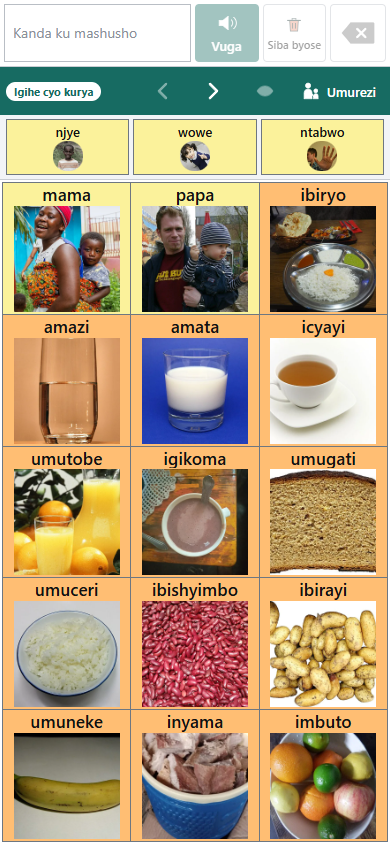 Kanda ku mashusho
Vuga
Siba byose
Igihe cyo kurya
Umurezi
njye
wowe
ntabwo
mama
papa
ibiryo
amazi
amata
icyayi
umutobe
igikoma
umugati
umuceri
ibishyimbo
ibirayi
umuneke
inyama
imbuto